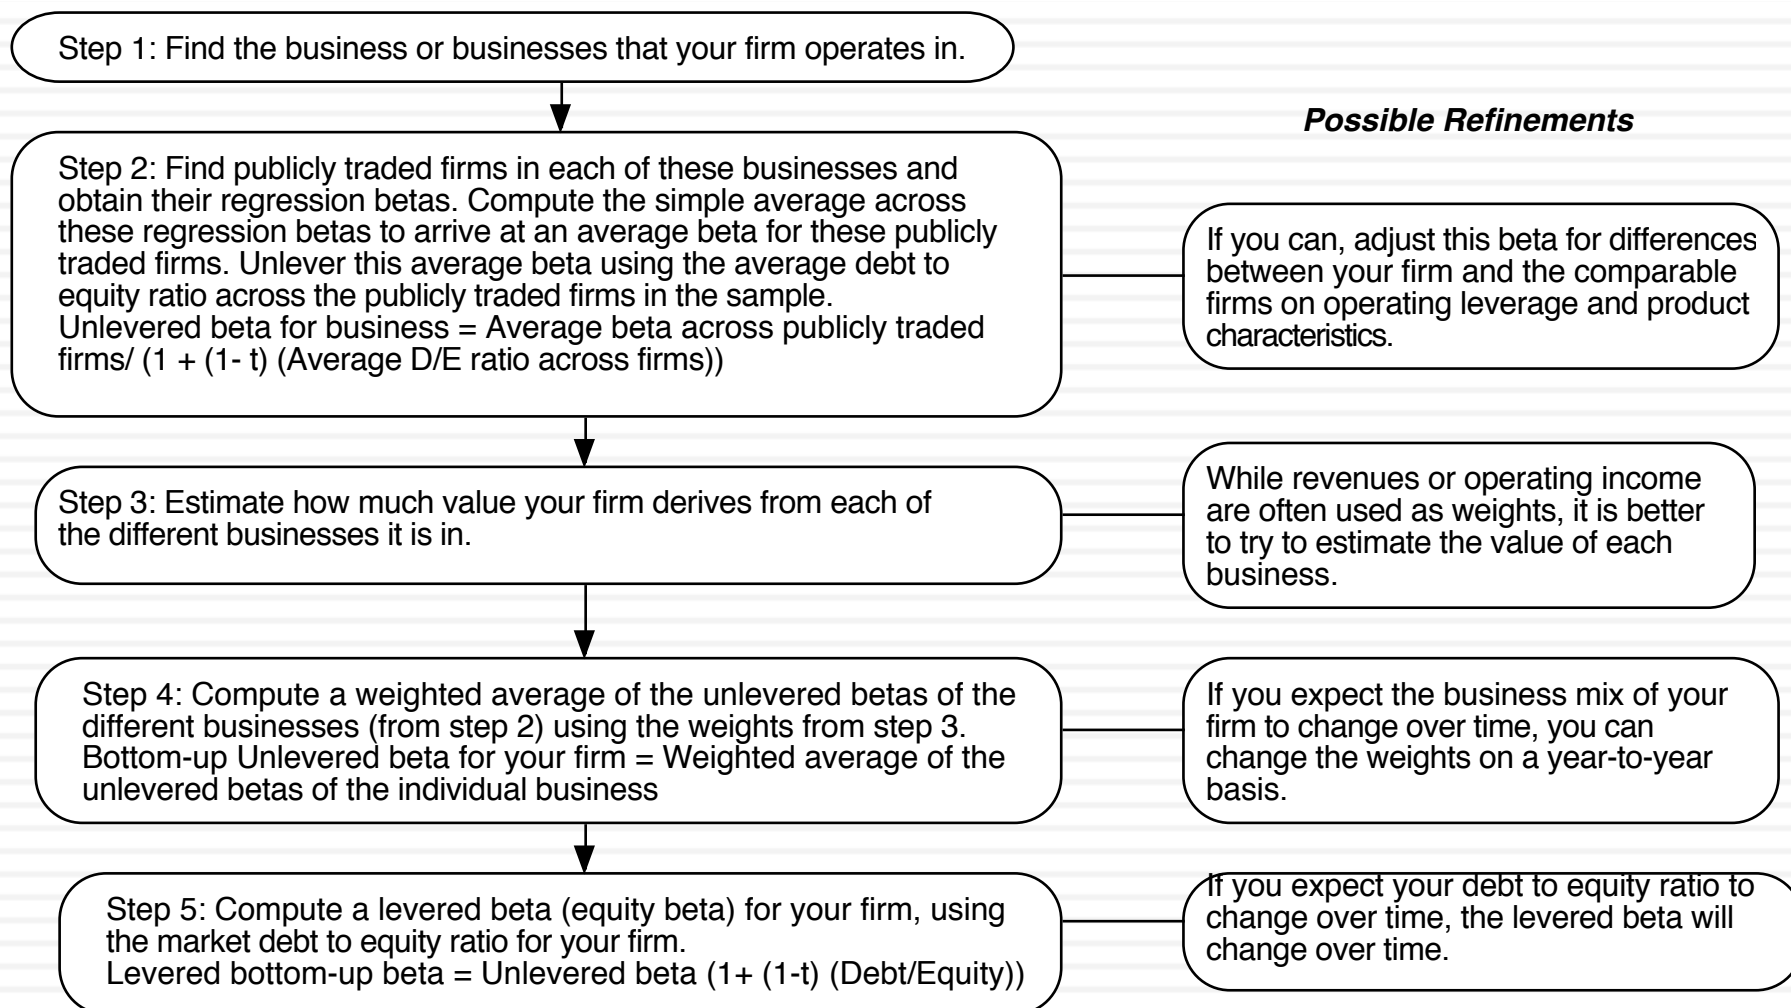 Step 1: Find the business or businesses that your firm operates in.
Possible Refinements
Step 2: Find publicly traded firms in each of these businesses and
obtain their regression betas. Compute the simple average across
these regression betas to arrive at an average beta for these publicly
traded firms. Unlever this average beta using the average debt to
equity ratio across the publicly traded firms in the sample.
Unlevered beta for business = Average beta across publicly traded
firms/ (1 + (1- t) (Average D/E ratio across firms))
If you can, adjust this beta for differences
between your firm and the comparable
firms on operating leverage and product
characteristics.
Step 3: Estimate how much value your firm derives from each of
the different businesses it is in.
While revenues or operating income
are often used as weights, it is better
to try to estimate the value of each
business.
Step 4: Compute a weighted average of the unlevered betas of the
different businesses (from step 2) using the weights from step 3.
Bottom-up Unlevered beta for your firm = Weighted average of the
unlevered betas of the individual business
If you expect the business mix of your
firm to change over time, you can
change the weights on a year-to-year
basis.
Step 5: Compute a levered beta (equity beta) for your firm, using
the market debt to equity ratio for your firm.
Levered bottom-up beta = Unlevered beta (1+ (1-t) (Debt/Equity))
If you expect your debt to equity ratio to
change over time, the levered beta will
change over time.